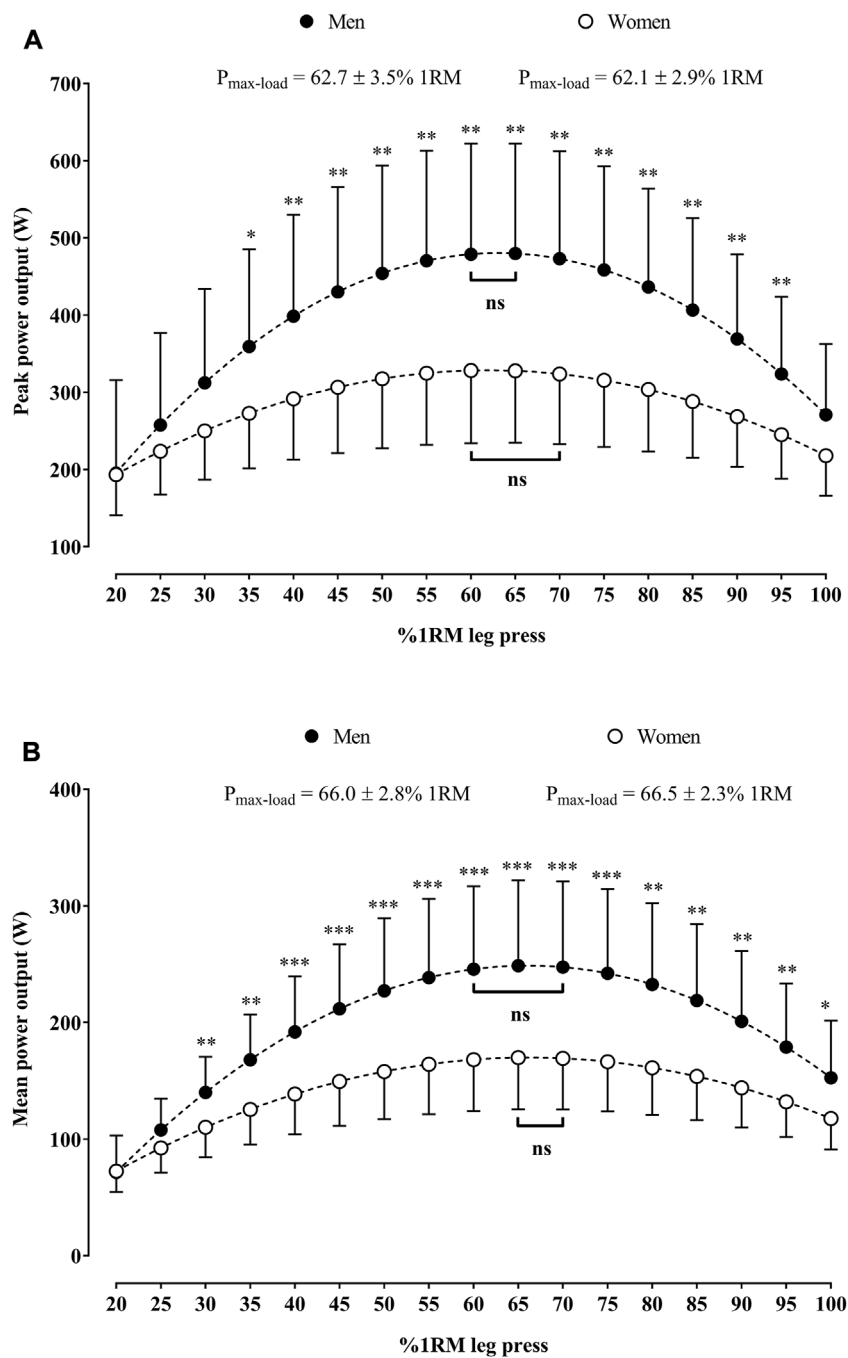 A
Men
Women
P max-load = 62.7 ± 3.5% 1RM
P max-load = 62.1 ± 2.9% 1RM
Peak power output (W)
700
600
500
400
300
200
100
*
**
**
**
**
**
**
**
**
**
**
**
**
ns
ns
20 25 30 35 40 45 50 55 60 65 70 75 80 85 90 95 100
%1RM leg press
B
Men
Women
P max-load = 66.0 ± 2.8% 1RM
P max-load = 66.5 ± 2.3% 1RM
Mean power output (W)
400
300
200
100
0
**
**
***
***
***
***
***
***
***
***
**
**
**
**
*
ns
ns
20 25 30 35 40 45 50 55 60 65 70 75 80 85 90 95 100
%1RM leg press